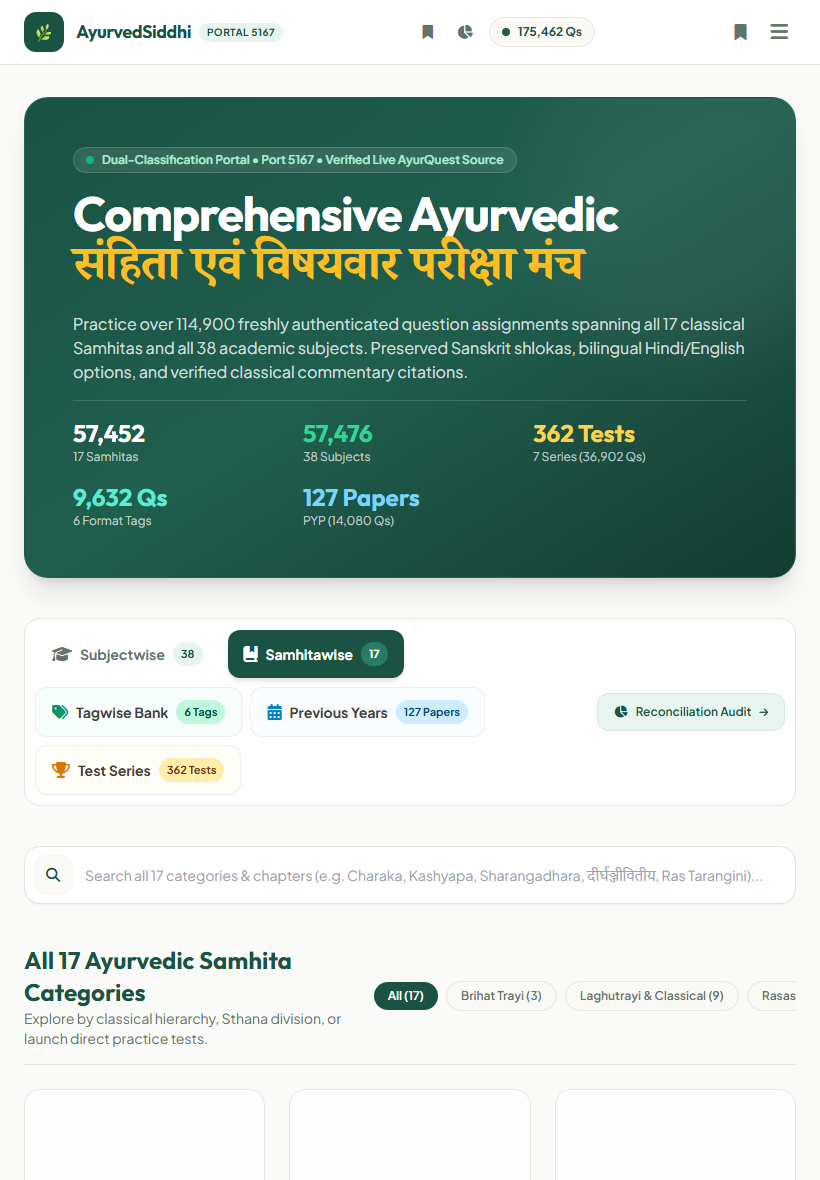 AyurvedSiddhi PORTAL 5167 175,462 Qs
Dual-Classification Portal • Port 5167 • Verified Live AyurQuest Source
Comprehensive Ayurvedic
संहिता एवं विषयवार परीक्षा मंच
Practice over 114,900 freshly authenticated question assignments spanning all 17 classical
Samhitas and all 38 academic subjects. Preserved Sanskrit shlokas, bilingual Hindi/English
options, and verified classical commentary citations.
57,452 57,476 362 Tests
17 Samhitas 38 Subjects 7 Series (36,902 Qs)
9,632 Qs 127 Papers
6 Format Tags PYP (14,080 Qs)
Subjectwise 38 Samhitawise 17
Tagwise Bank 6 Tags Previous Years 127 Papers Reconciliation Audit →
Test Series 362 Tests
Search all 17 categories & chapters (e.g. Charaka, Kashyapa, Sharangadhara, दीर्घञ्जीवितीय, Ras Tarangini)...
All 17 Ayurvedic Samhita
Categories
All (17) Brihat Trayi (3) Laghutrayi & Classical (9) Rasas
Explore by classical hierarchy, Sthana division, or
launch direct practice tests.